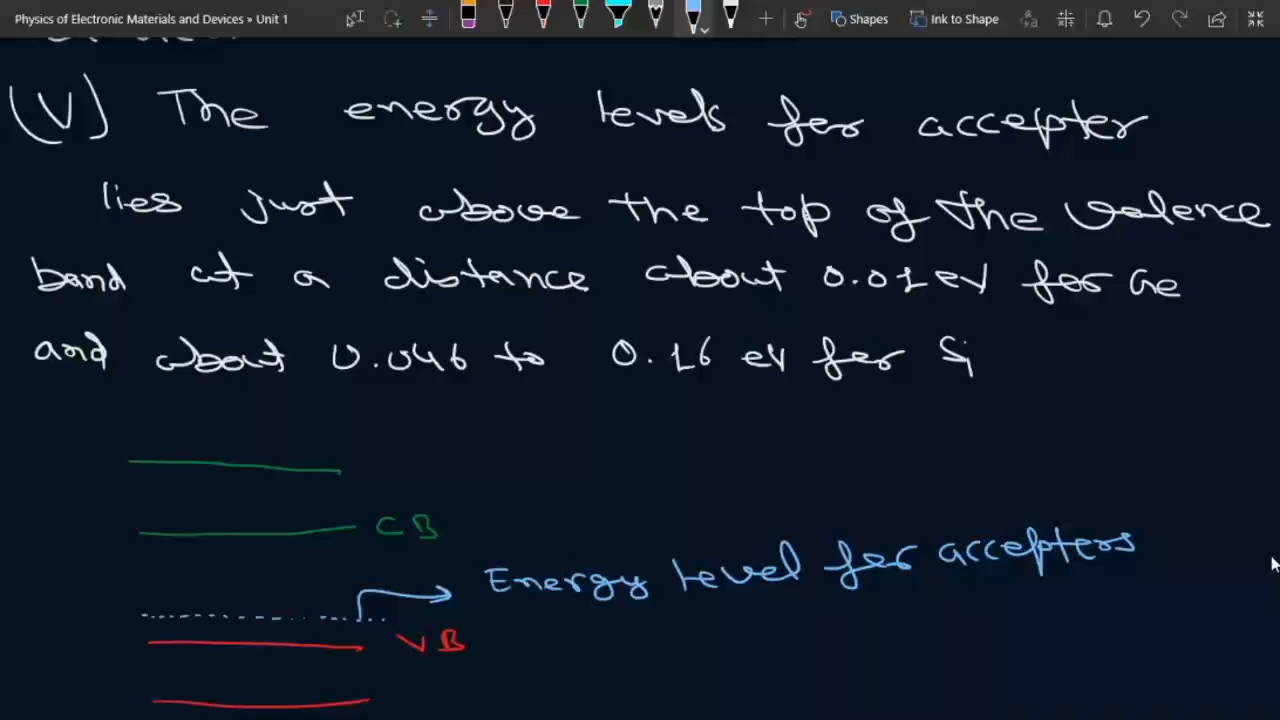 Physics of Electronic Materials and Devices » Unit 1
Shapes
Ink to Shape
(V) The energy levels for accepter
lies just above the top of the valence
band at a distance about 0.01 ev for Ge
and about 0.046 to 0.16 ev for Si
CB
Energy level for accepters
VB